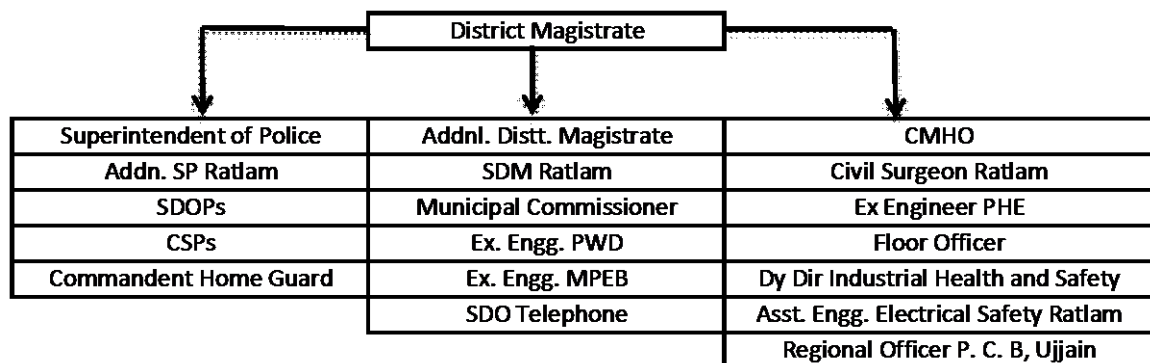 District Magistrate
Superintendent of Police Addnl. Distt. Magistrate CMHO
Addn. SP Ratlam SDM Ratlam Civil Surgeon Ratlam
SDOPs Municipal Commissioner Ex Engineer PHE
CSPs Ex. Engg. PWD Floor Officer
Commandent Home Guard Ex. Engg. MPEB Dy Dir Industrial Health and Safety
SDO Telephone Asst. Engg. Electrical Safety Ratlam
Regional Officer P. C. B, Ujjain